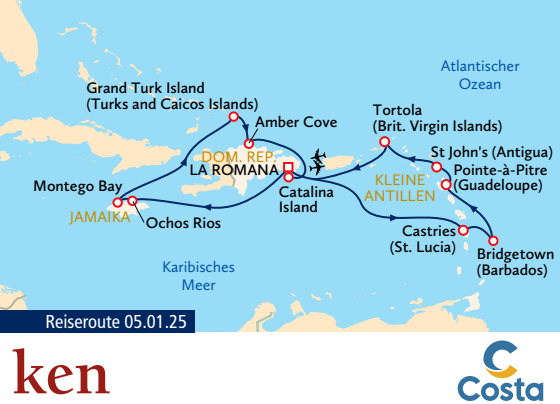 Atlantischer
Ozean
Grand Turk Island
(Turks and Caicos Islands)
Amber Cove
Tortola
(Brit. Virgin Islands)
St John's (Antigua)
Pointe-à-Pitre
(Guadeloupe)
DOM. REP.
LA ROMANA
KLEINE
ANTILLEN
Montego Bay
Catalina
Island
JAMAIKA
Ochos Rios
Castries
(St. Lucia)
Bridgetown
(Barbados)
Karibisches
Meer
Reiseroute 05.01.25
ken
Costa